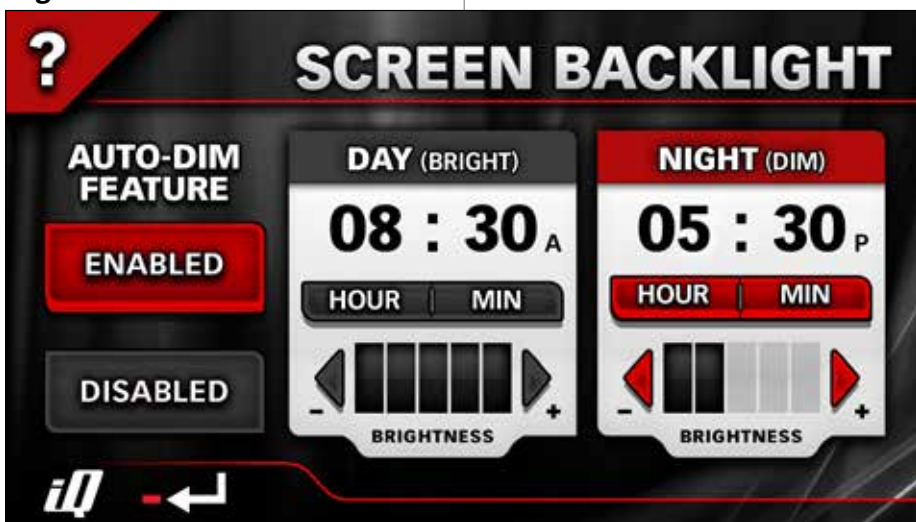 ?
SCREEN BACKLIGHT
AUTO-DIM
FEATURE
ENABLED
DISABLED
DAY (BRIGHT)
08 : 30 A
HOUR MIN
- +
BRIGHTNESS
NIGHT (DIM)
05 : 30 P
HOUR MIN
- +
BRIGHTNESS
iQ